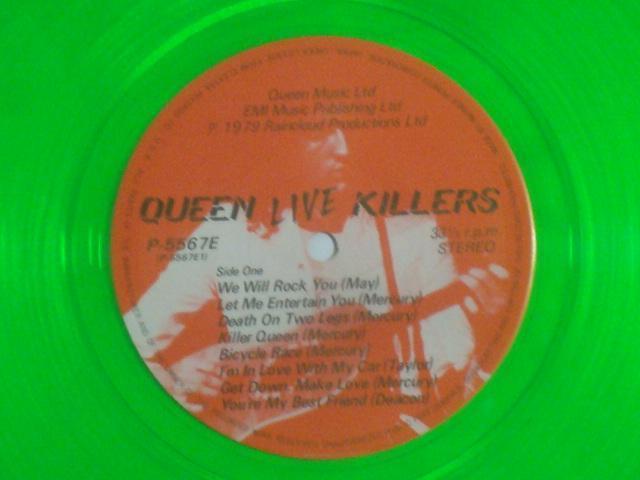 Queen Music Ltd
EMI Music Publishing Ltd
℗ 1979 Raincloud Productions Ltd
QUEEN LIVE KILLERS
P-5567E
(P-5567E1)
33⅓ r.p.m
STEREO
Side One
We Will Rock You (May)
Let Me Entertain You (Mercury)
Death On Two Legs (Mercury)
Killer Queen (Mercury)
Bicycle Race (Mercury)
I'm In Love With My Car (Taylor)
Get Down, Make Love (Mercury)
You're My Best Friend (Deacon)